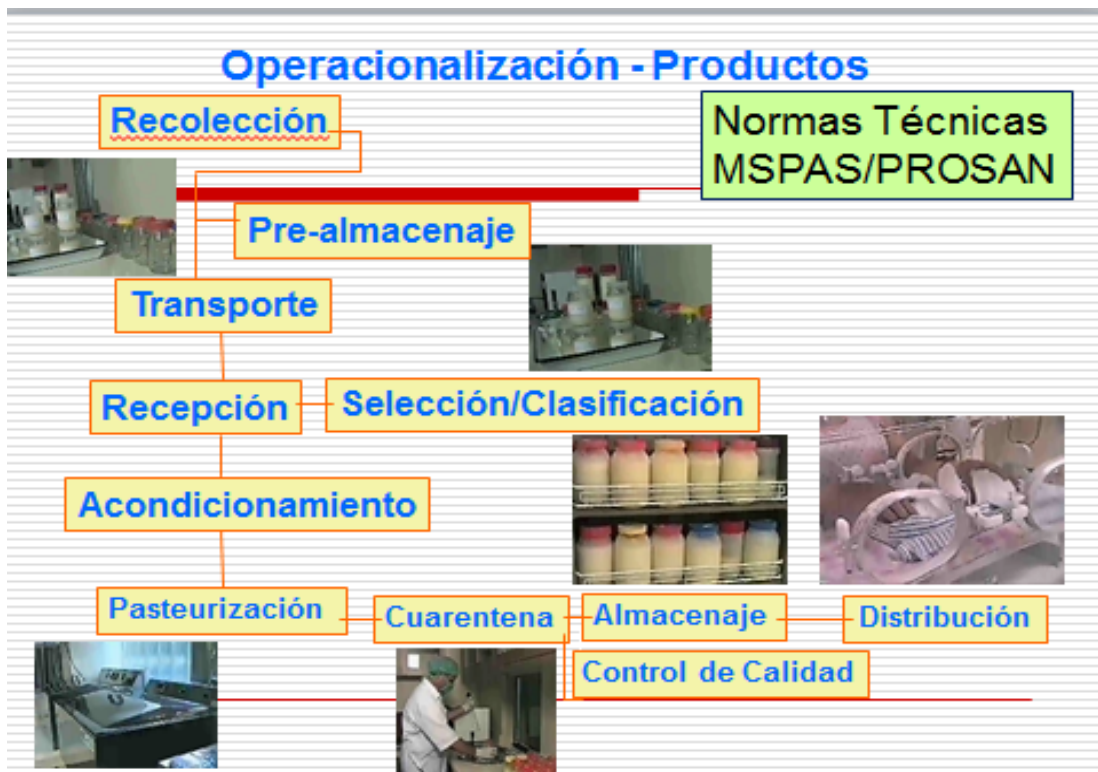 Operacionalización - Productos
Recolección
Normas Técnicas
MSPAS/PROSAN
Pre-almacenaje
Transporte
Recepción
Selección/Clasificación
Acondicionamiento
Pasteurización
Cuarentena
Almacenaje
Distribución
Control de Calidad